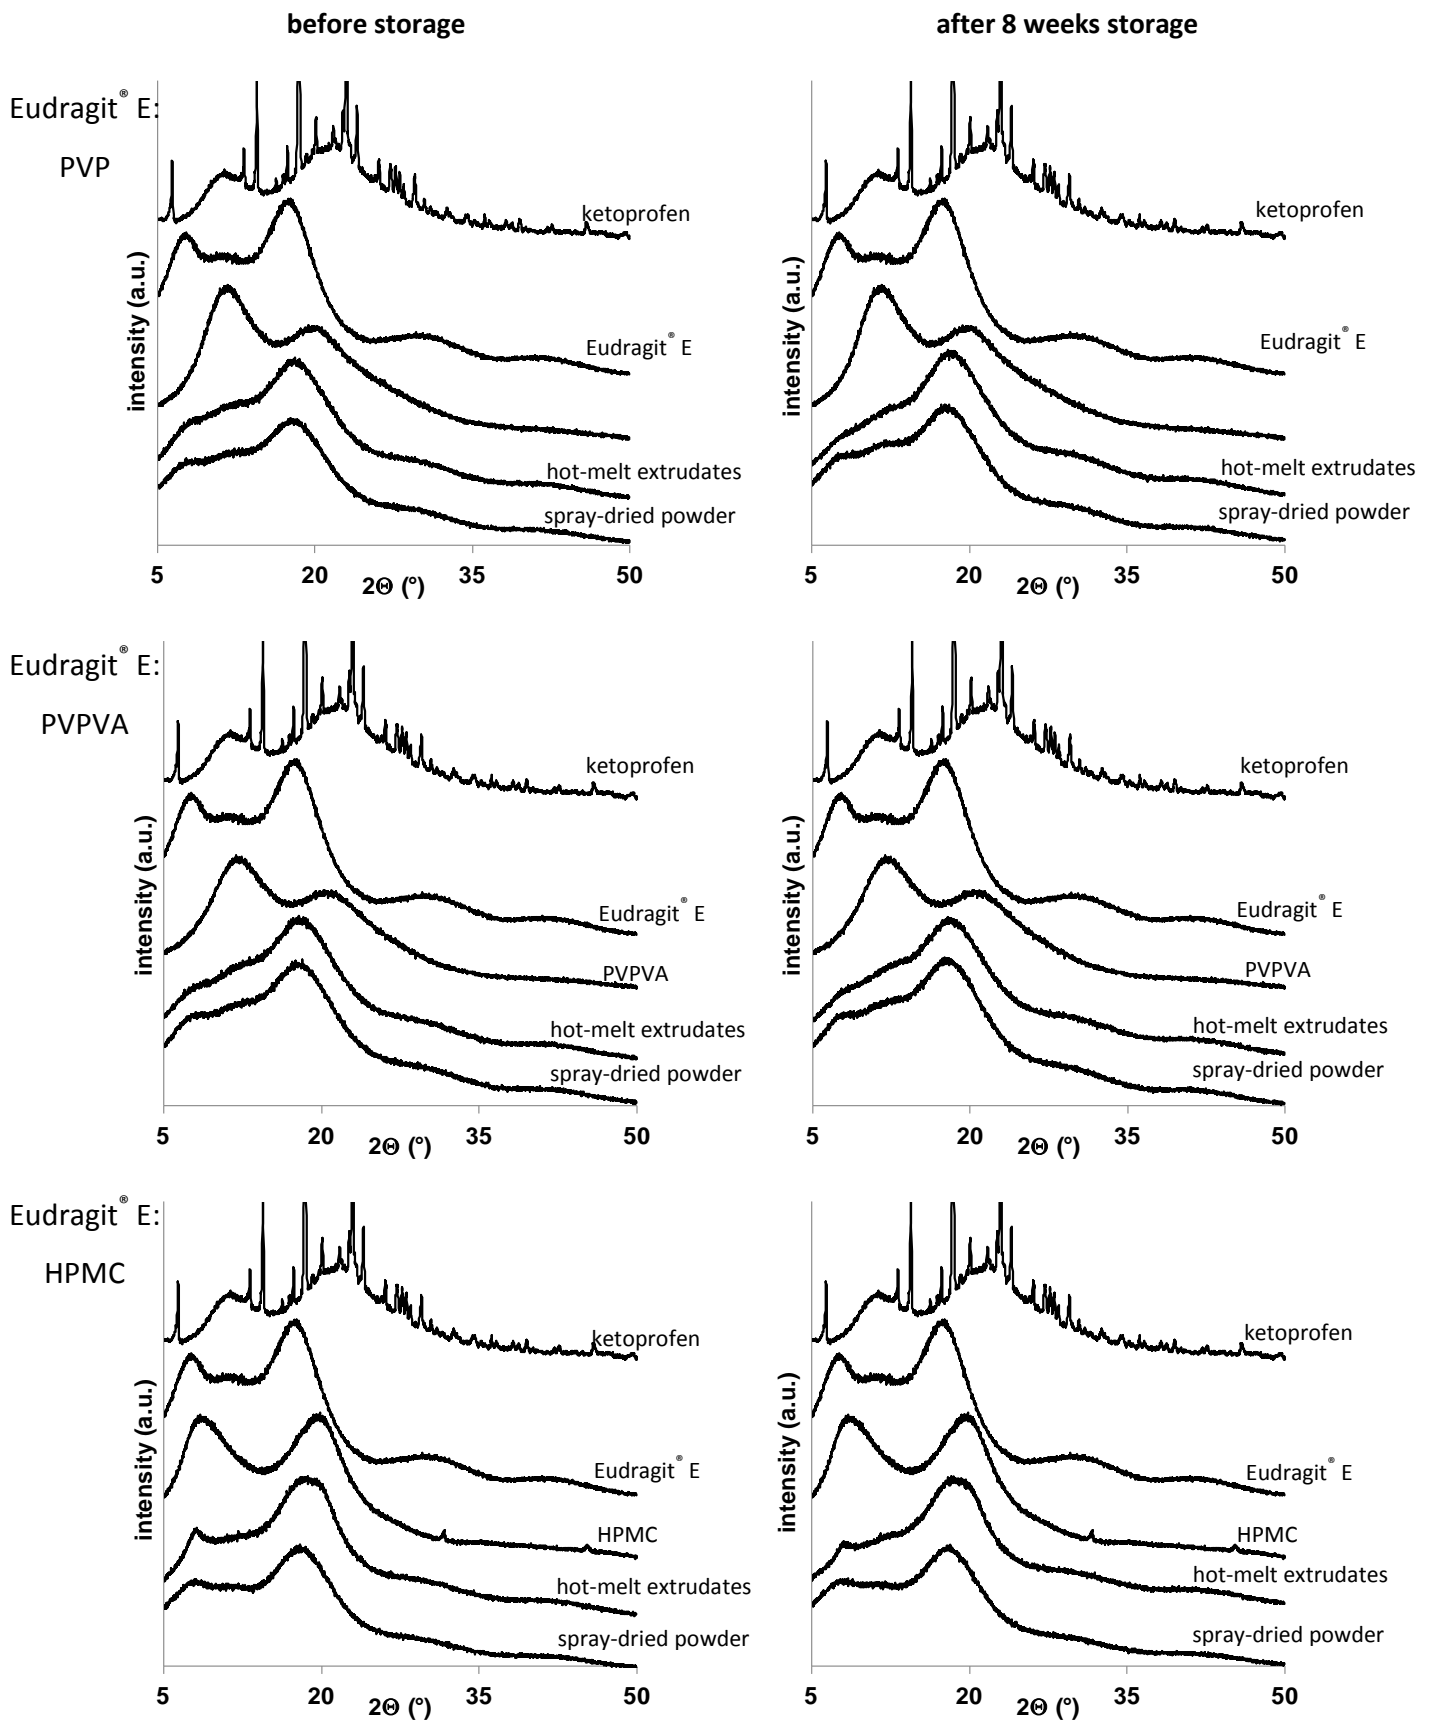 before storage
after 8 weeks storage
Eudragit® E:
PVP
intensity (a.u.)
ketoprofen
Eudragit® E
hot-melt extrudates
spray-dried powder
5 20 35 50
2Θ (°)
intensity (a.u.)
ketoprofen
Eudragit® E
hot-melt extrudates
spray-dried powder
5 20 35 50
2Θ (°)
Eudragit® E:
PVPVA
intensity (a.u.)
ketoprofen
Eudragit® E
PVPVA
hot-melt extrudates
spray-dried powder
5 20 35 50
2Θ (°)
intensity (a.u.)
ketoprofen
Eudragit® E
PVPVA
hot-melt extrudates
spray-dried powder
5 20 35 50
2Θ (°)
Eudragit® E:
HPMC
intensity (a.u.)
ketoprofen
Eudragit® E
HPMC
hot-melt extrudates
spray-dried powder
5 20 35 50
2Θ (°)
intensity (a.u.)
ketoprofen
Eudragit® E
HPMC
hot-melt extrudates
spray-dried powder
5 20 35 50
2Θ (°)